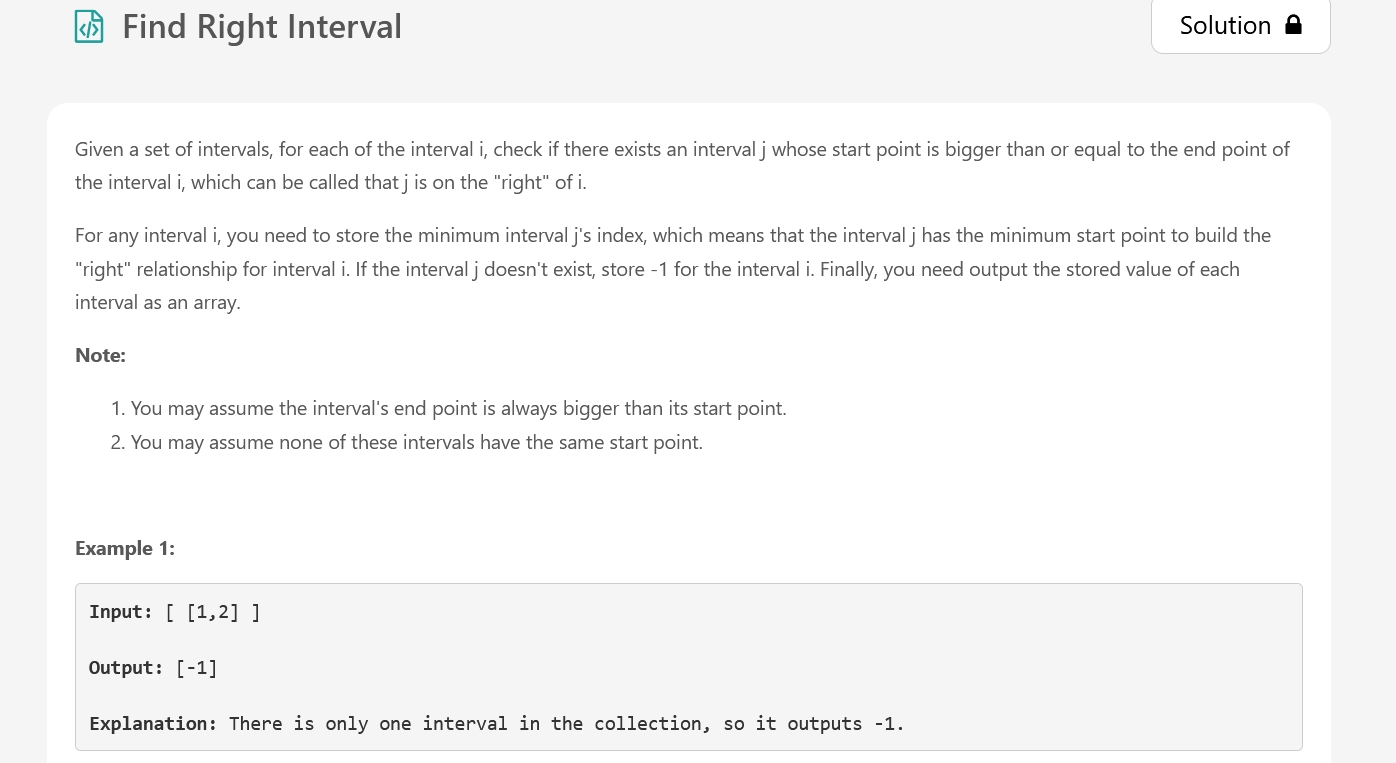 Find Right Interval
Solution
Given a set of intervals, for each of the interval i, check if there exists an interval j whose start point is bigger than or equal to the end point of
the interval i, which can be called that j is on the "right" of i.
For any interval i, you need to store the minimum interval j's index, which means that the interval j has the minimum start point to build the
"right" relationship for interval i. If the interval j doesn't exist, store -1 for the interval i. Finally, you need output the stored value of each
interval as an array.
Note:
1. You may assume the interval's end point is always bigger than its start point.
2. You may assume none of these intervals have the same start point.
Example 1:
Input: [ [1,2] ]
Output: [-1]
Explanation: There is only one interval in the collection, so it outputs -1.